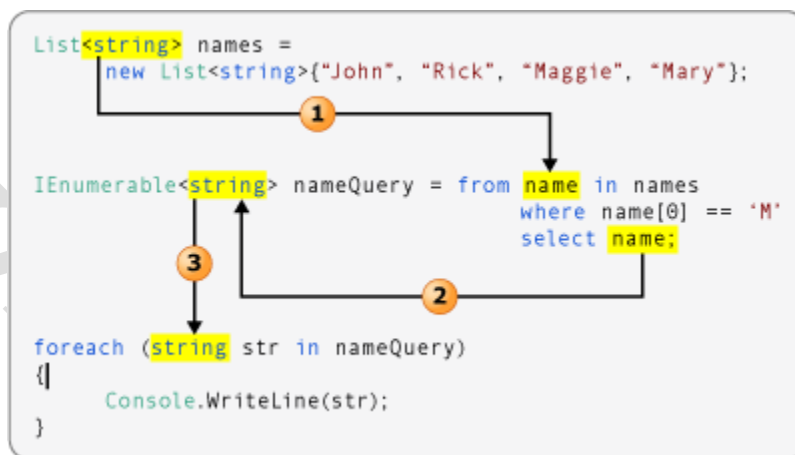 List<string> names =
new List<string>{“John”, “Rick”, “Maggie”, “Mary”};
1
IEnumerable<string> nameQuery = from name in names
where name[0] == ‘M’
select name;
3
2
foreach (string str in nameQuery)
{
Console.WriteLine(str);
}